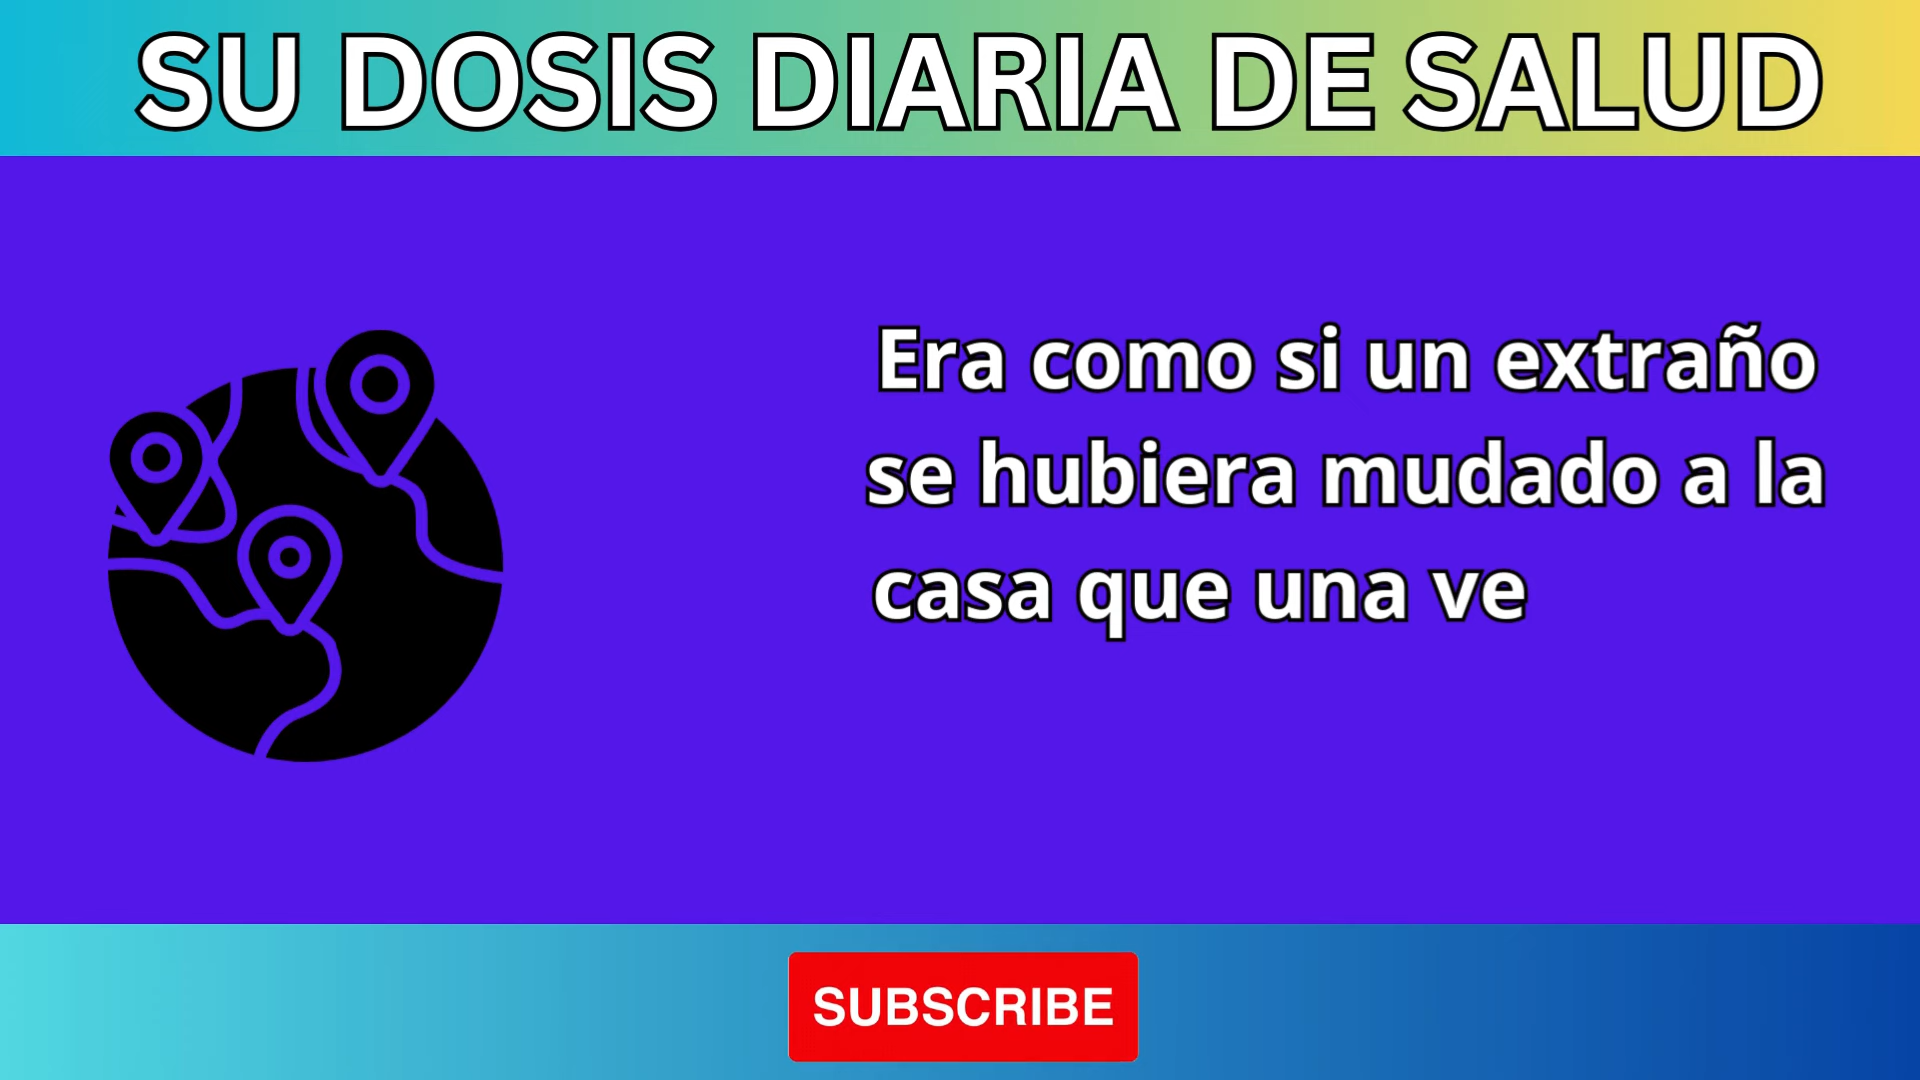 SU DOSIS DIARIA DE SALUD
Era como si un extraño
se hubiera mudado a la
casa que una ve
SUBSCRIBE